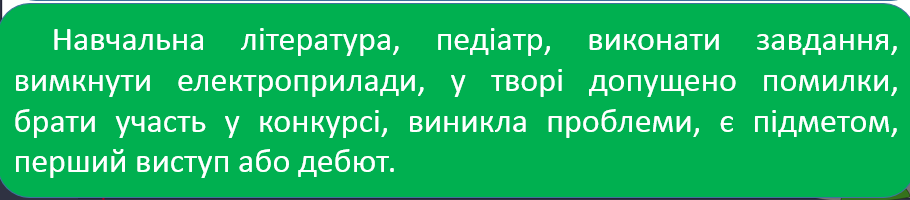 Навчальна література, педіатр, виконати завдання,
вимкнути електроприлади, у творі допущено помилки,
брати участь у конкурсі, виникла проблеми, є підметом,
перший виступ або дебют.